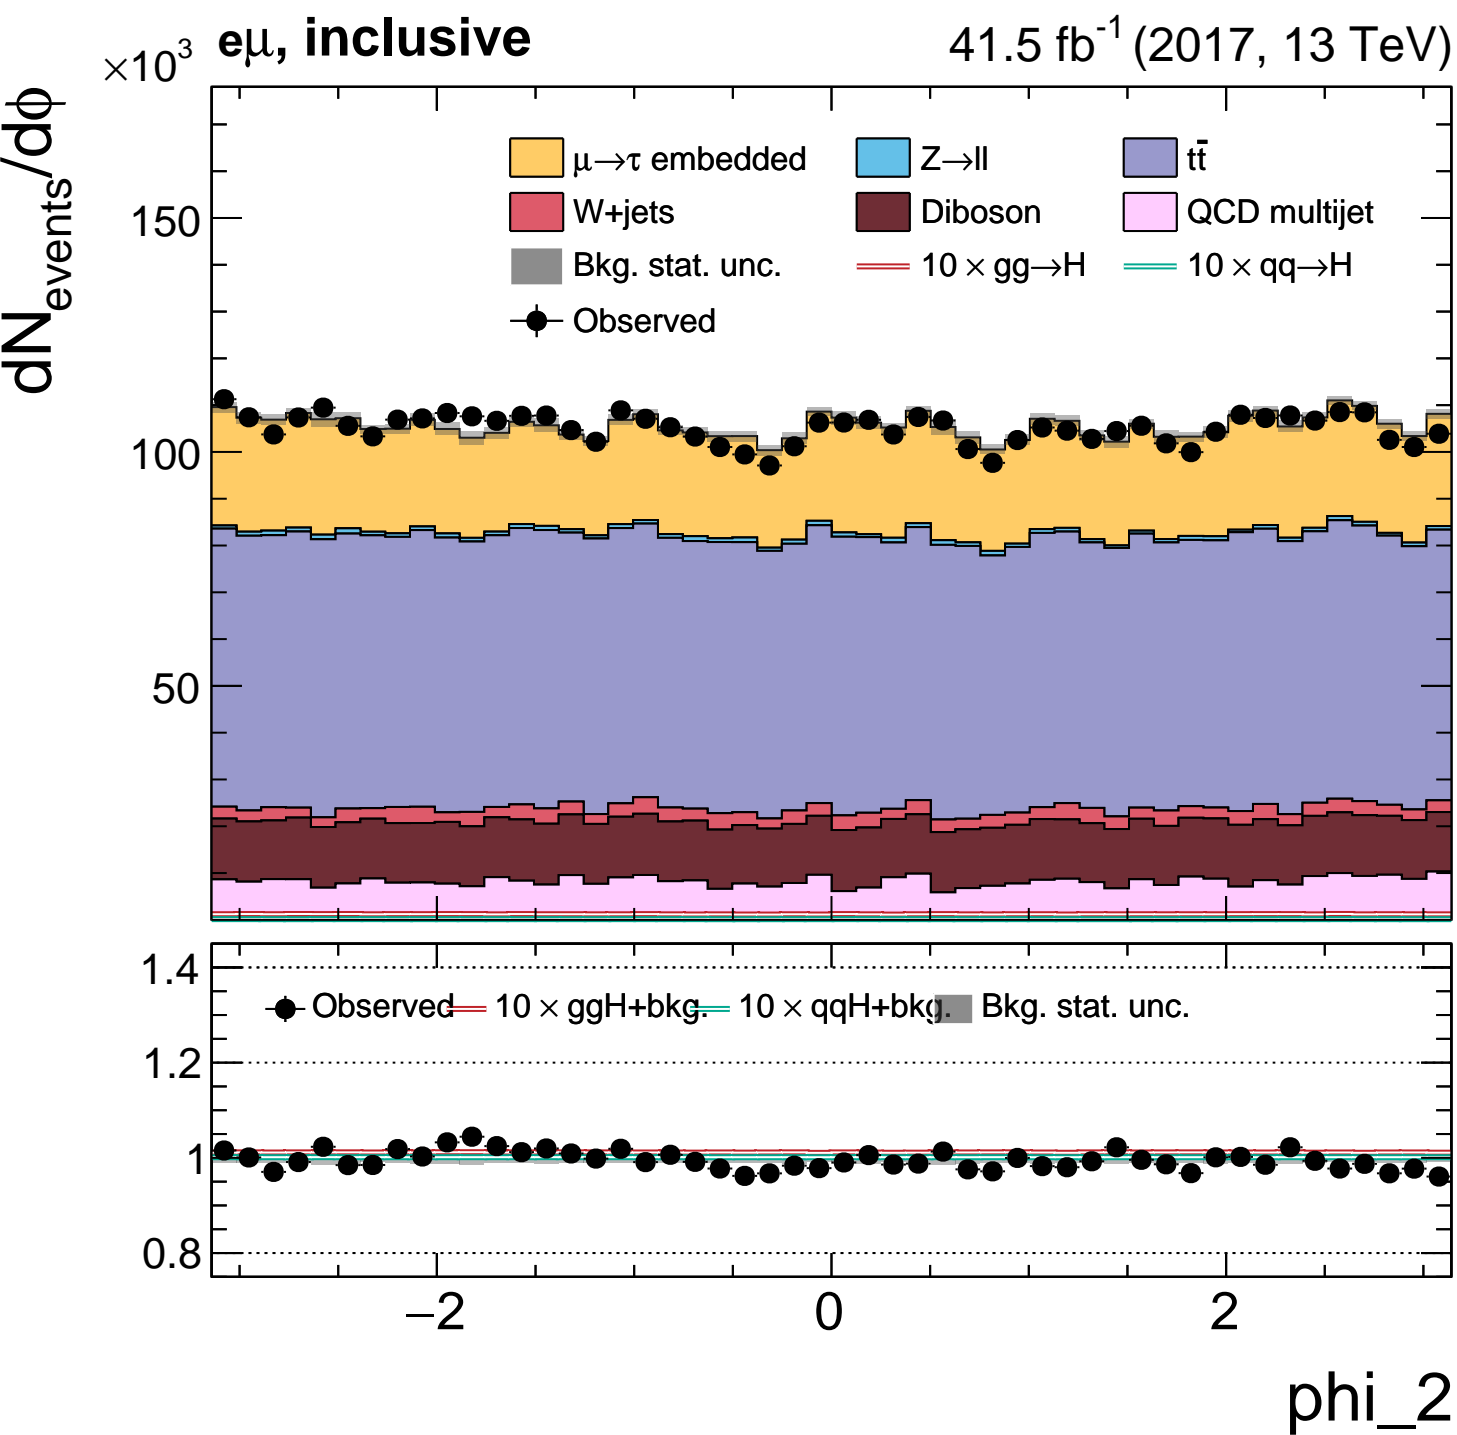 ×10³ eμ, inclusive 41.5 fb⁻¹ (2017, 13 TeV)
dN_events/dϕ
μ→τ embedded Z→ll tt̄
W+jets Diboson QCD multijet
Bkg. stat. unc. 10 × gg→H 10 × qq→H
Observed
150
100
50
1.4
Observed 10 × ggH+bkg. 10 × qqH+bkg. Bkg. stat. unc.
1.2
1
0.8
−2 0 2
phi_2